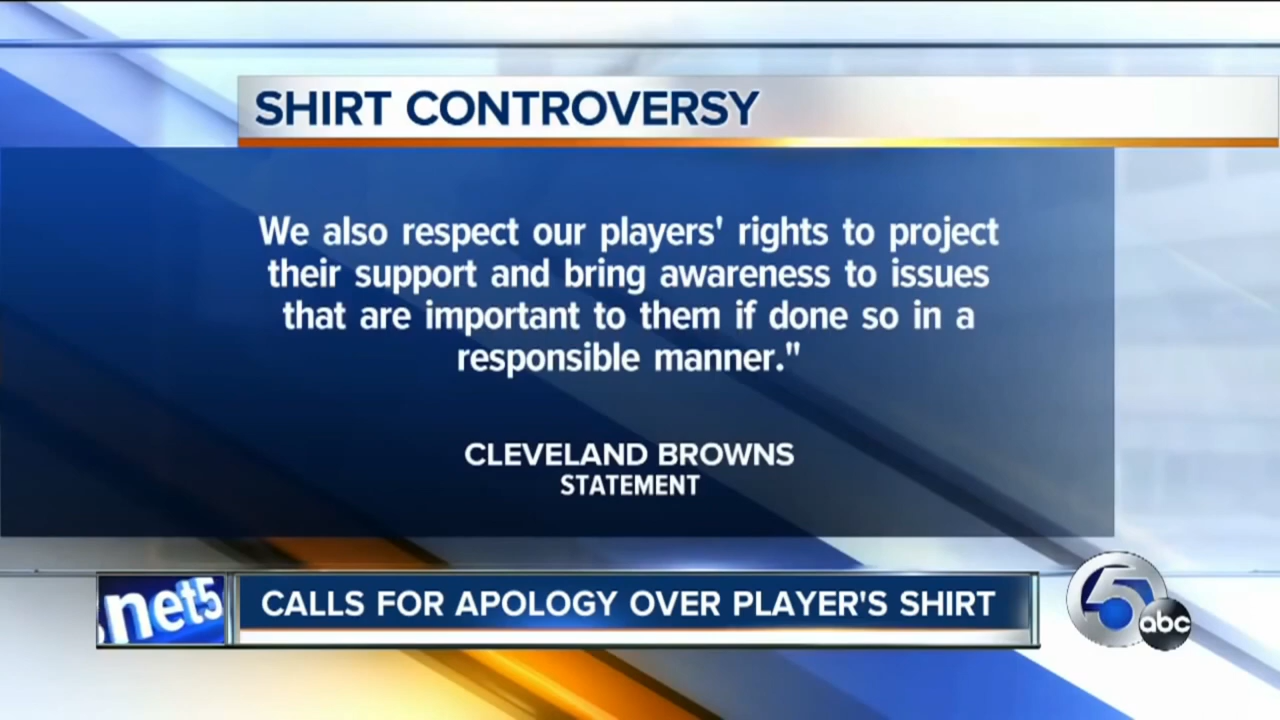 SHIRT CONTROVERSY
We also respect our players' rights to project
their support and bring awareness to issues
that are important to them if done so in a
responsible manner."
CLEVELAND BROWNS
STATEMENT
.net5
CALLS FOR APOLOGY OVER PLAYER'S SHIRT
5
abc